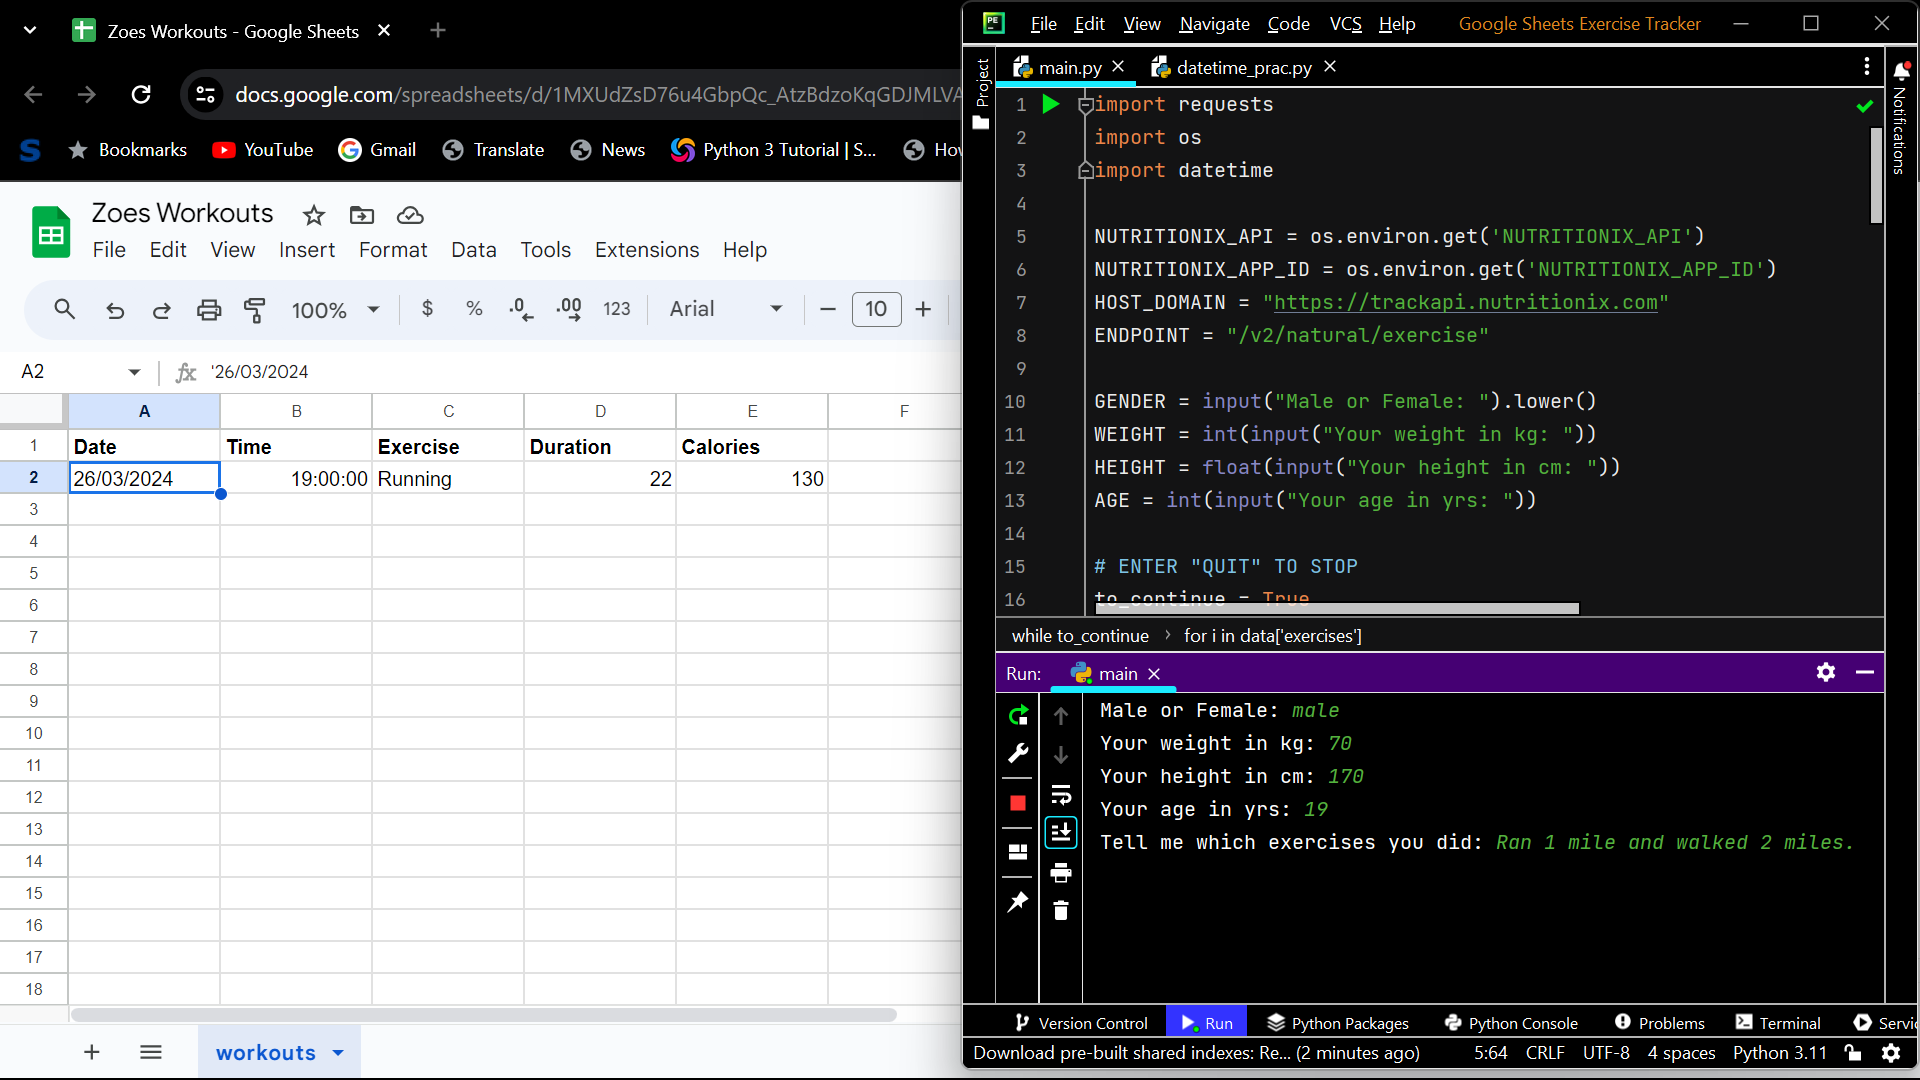 Zoes Workouts - Google Sheets
docs.google.com/spreadsheets/d/1MXUdZsD76u4GbpQc_AtzBdzoKqGDJMLVA
Bookmarks YouTube Gmail Translate News Python 3 Tutorial | S... How
Zoes Workouts
File Edit View Insert Format Data Tools Extensions Help
100% $ % .0 .00 123 Arial 10
A2 fx '26/03/2024
A B C D E F
1 Date Time Exercise Duration Calories
2 26/03/2024 19:00:00 Running 22 130
3
4
5
6
7
8
9
10
11
12
13
14
15
16
17
18
workouts
PE File Edit View Navigate Code VCS Help Google Sheets Exercise Tracker
Project
main.py datetime_prac.py
Notifications
1 import requests
2 import os
3 import datetime
4
5 NUTRITIONIX_API = os.environ.get('NUTRITIONIX_API')
6 NUTRITIONIX_APP_ID = os.environ.get('NUTRITIONIX_APP_ID')
7 HOST_DOMAIN = "https://trackapi.nutritionix.com"
8 ENDPOINT = "/v2/natural/exercise"
9
10 GENDER = input("Male or Female: ").lower()
11 WEIGHT = int(input("Your weight in kg: "))
12 HEIGHT = float(input("Your height in cm: "))
13 AGE = int(input("Your age in yrs: "))
14
15 # ENTER "QUIT" TO STOP
16 to_continue = True
while to_continue › for i in data['exercises']
Run: main
Male or Female: male
Your weight in kg: 70
Your height in cm: 170
Your age in yrs: 19
Tell me which exercises you did: Ran 1 mile and walked 2 miles.
Version Control Run Python Packages Python Console Problems Terminal Servic
Download pre-built shared indexes: Re... (2 minutes ago) 5:64 CRLF UTF-8 4 spaces Python 3.11